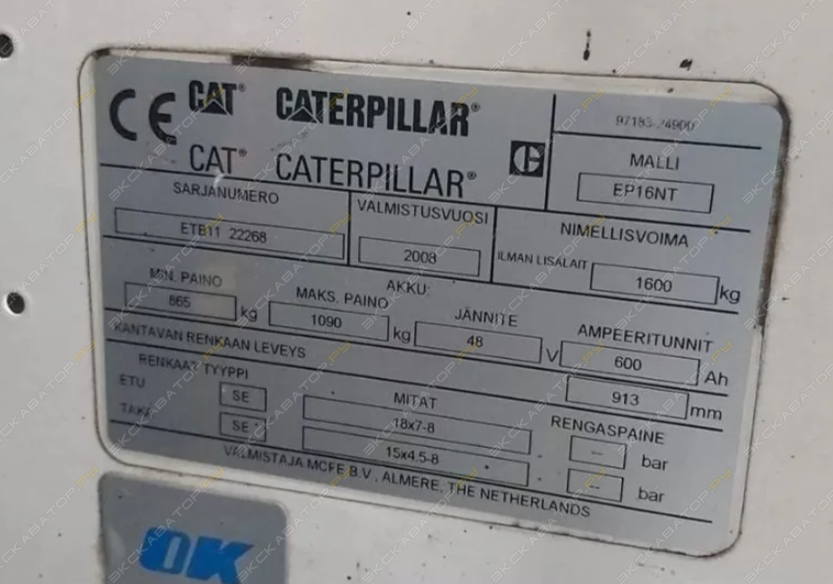 CE CAT® CATERPILLAR®
CAT® CATERPILLAR®
97183-24900
MALLI
EP16NT
SARJANUMERO
ETB11 22268
VALMISTUSVUOSI
2008
NIMELLISVOIMA
ILMAN LISÄLAIT 1600 kg
AKKU:
MIN. PAINO
865 kg
MAKS. PAINO
1090 kg
JÄNNITE
48 V
AMPEERITUNNIT
600 Ah
KANTAVAN RENKAAN LEVEYS 913 mm
RENKAAT TYYPPI
MITAT
RENGASPAINE
ETU SE 18x7-8 -- bar
TAKA SE 15x4.5-8 -- bar
VALMISTAJA MCFE B.V., ALMERE, THE NETHERLANDS
OK
ЭКСКАВАТОР.РУ